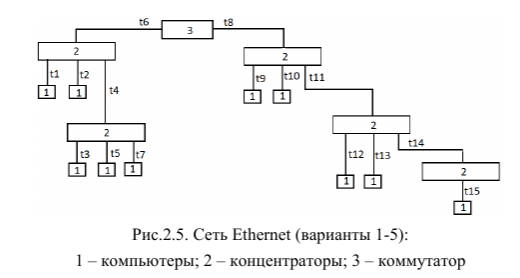 t6 3 t8
2 2
t1 t2 t4 t9 t10 t11
1 1 1 1
2 2
t3 t5 t7 t12 t13 t14
1 1 1 1 1 2
t15
1
Рис.2.5. Сеть Ethernet (варианты 1-5):
1 – компьютеры; 2 – концентраторы; 3 – коммутатор